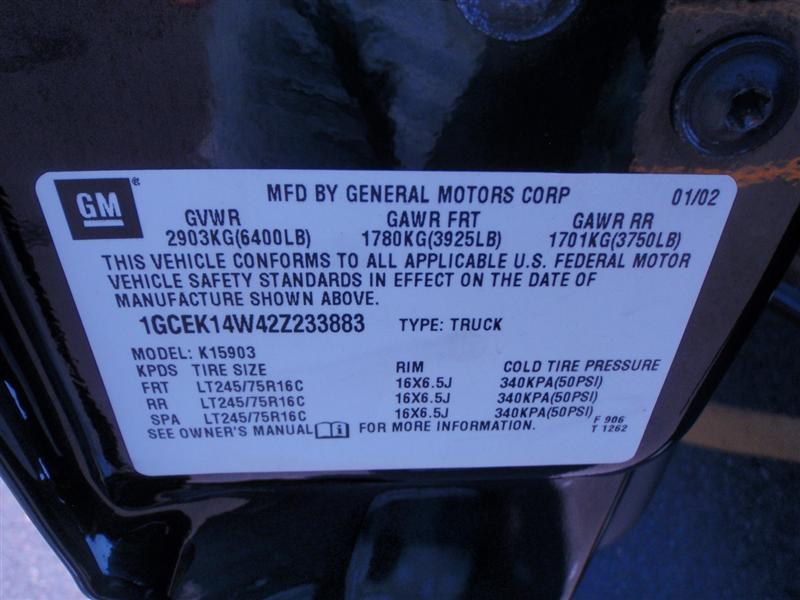 GM ®
MFD BY GENERAL MOTORS CORP 01/02
GVWR GAWR FRT GAWR RR
2903KG(6400LB) 1780KG(3925LB) 1701KG(3750LB)
THIS VEHICLE CONFORMS TO ALL APPLICABLE U.S. FEDERAL MOTOR
VEHICLE SAFETY STANDARDS IN EFFECT ON THE DATE OF
MANUFACTURE SHOWN ABOVE.
1GCEK14W42Z233883 TYPE: TRUCK
MODEL: K15903
KPDS TIRE SIZE RIM COLD TIRE PRESSURE
FRT LT245/75R16C 16X6.5J 340KPA(50PSI)
RR LT245/75R16C 16X6.5J 340KPA(50PSI)
SPA LT245/75R16C 16X6.5J 340KPA(50PSI)
SEE OWNER'S MANUAL FOR MORE INFORMATION.
F 906
T 1262